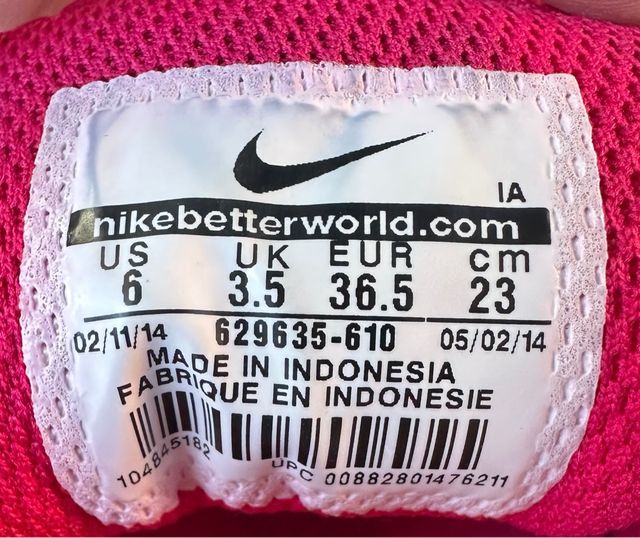 IA
nikebetterworld.com
US UK EUR cm
6 3.5 36.5 23
02/11/14 629635-610 05/02/14
MADE IN INDONESIA
FABRIQUE EN INDONESIE
104845182 UPC 00882801476211